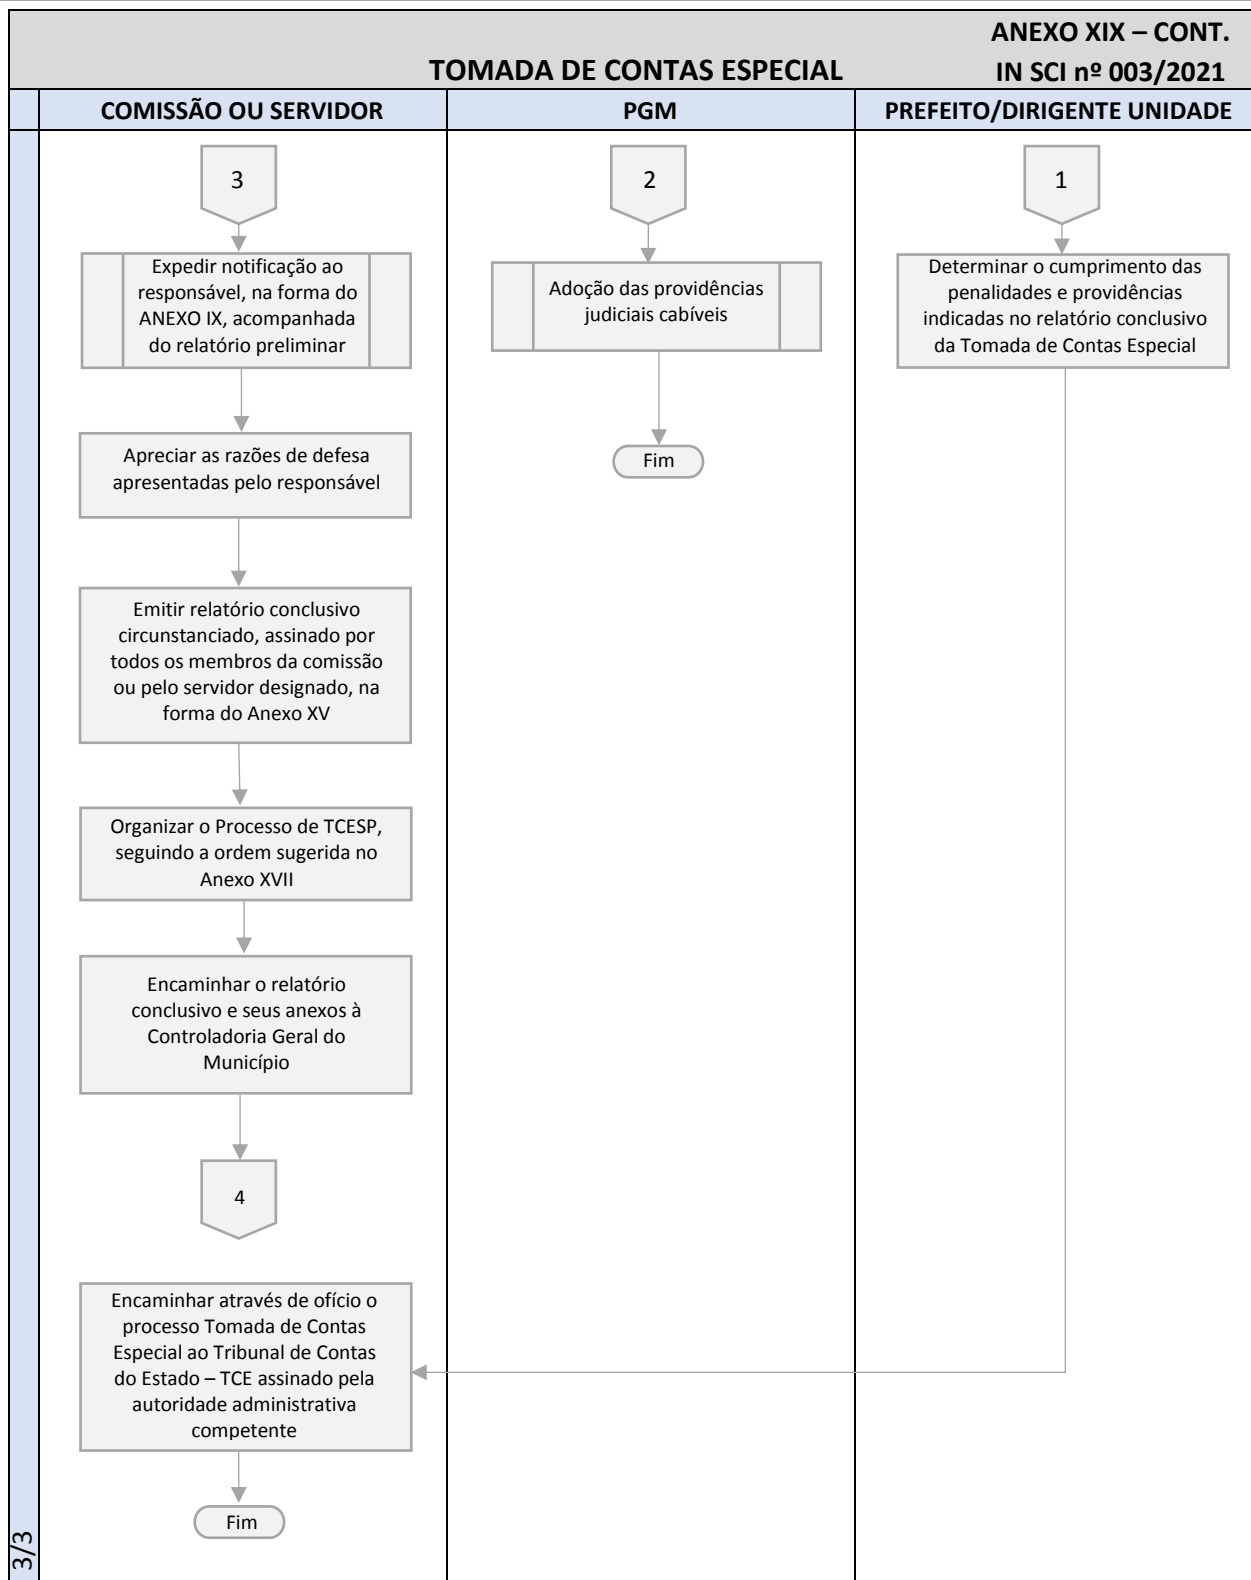 ANEXO XIX – CONT.
TOMADA DE CONTAS ESPECIAL
IN SCI nº 003/2021
COMISSÃO OU SERVIDOR
PGM
PREFEITO/DIRIGENTE UNIDADE
3
Expedir notificação ao
responsável, na forma do
ANEXO IX, acompanhada
do relatório preliminar
Apreciar as razões de defesa
apresentadas pelo responsável
Emitir relatório conclusivo
circunstanciado, assinado por
todos os membros da comissão
ou pelo servidor designado, na
forma do Anexo XV
Organizar o Processo de TCESP,
seguindo a ordem sugerida no
Anexo XVII
Encaminhar o relatório
conclusivo e seus anexos à
Controladoria Geral do
Município
4
Encaminhar através de ofício o
processo Tomada de Contas
Especial ao Tribunal de Contas
do Estado – TCE assinado pela
autoridade administrativa
competente
Fim
2
Adoção das providências
judiciais cabíveis
Fim
1
Determinar o cumprimento das
penalidades e providências
indicadas no relatório conclusivo
da Tomada de Contas Especial
3/3